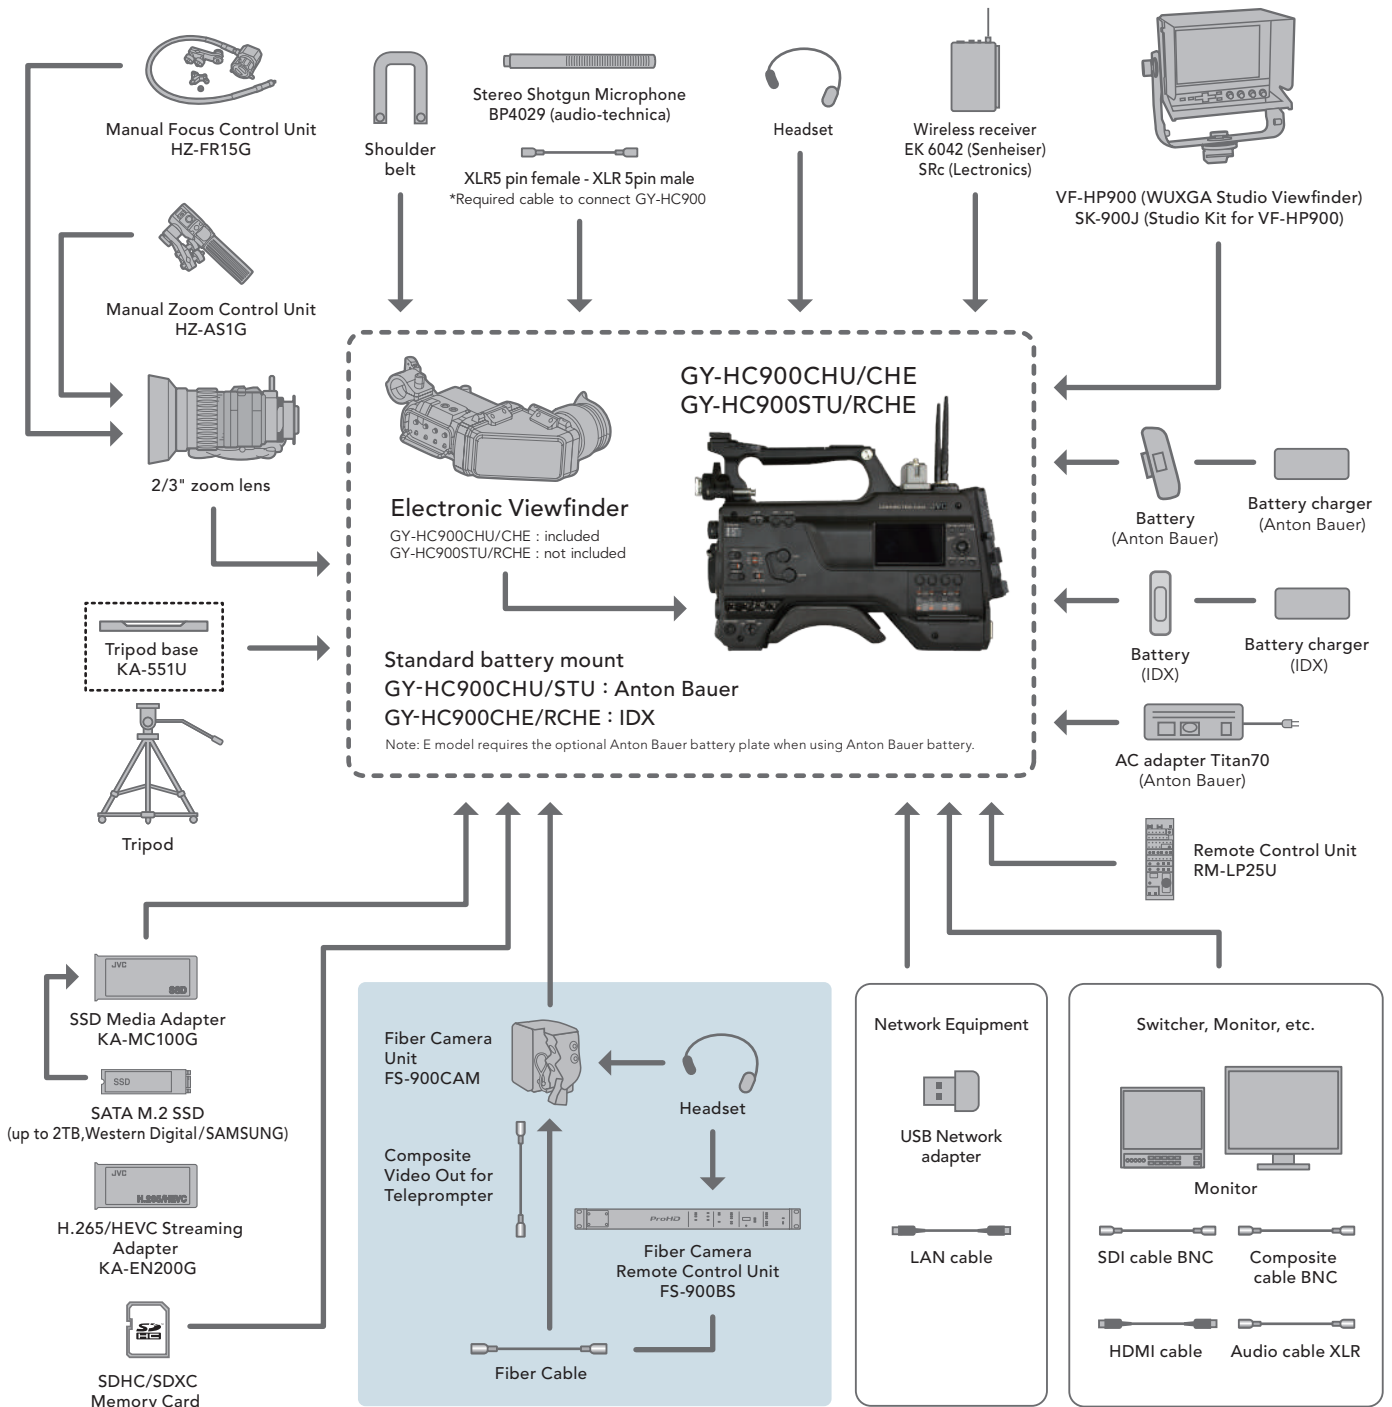 Manual Focus Control Unit
HZ-FR15G
Shoulder
belt
Stereo Shotgun Microphone
BP4029 (audio-technica)
XLR5 pin female - XLR 5pin male
*Required cable to connect GY-HC900
Headset
Wireless receiver
EK 6042 (Senheiser)
SRc (Lectronics)
VF-HP900 (WUXGA Studio Viewfinder)
SK-900J (Studio Kit for VF-HP900)
Manual Zoom Control Unit
HZ-AS1G
2/3" zoom lens
GY-HC900CHU/CHE
GY-HC900STU/RCHE
Electronic Viewfinder
GY-HC900CHU/CHE : included
GY-HC900STU/RCHE : not included
Standard battery mount
GY-HC900CHU/STU : Anton Bauer
GY-HC900CHE/RCHE : IDX
Note: E model requires the optional Anton Bauer battery plate when using Anton Bauer battery.
Tripod base
KA-551U
Tripod
Battery
(Anton Bauer)
Battery charger
(Anton Bauer)
Battery
(IDX)
Battery charger
(IDX)
AC adapter Titan70
(Anton Bauer)
Remote Control Unit
RM-LP25U
JVC
SSD
SSD Media Adapter
KA-MC100G
SSD
SATA M.2 SSD
(up to 2TB,Western Digital/SAMSUNG)
JVC
H.265/HEVC
H.265/HEVC Streaming
Adapter
KA-EN200G
SD
HC
SDHC/SDXC
Memory Card
Fiber Camera
Unit
FS-900CAM
Headset
Composite
Video Out for
Teleprompter
ProHD
Fiber Camera
Remote Control Unit
FS-900BS
Fiber Cable
Network Equipment
USB Network
adapter
LAN cable
Switcher, Monitor, etc.
Monitor
SDI cable BNC
Composite
cable BNC
HDMI cable
Audio cable XLR